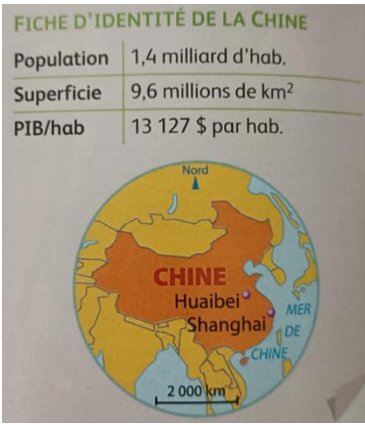 FICHE D'IDENTITÉ DE LA CHINE
Population 1,4 milliard d'hab.
Superficie 9,6 millions de km²
PIB/hab 13 127 $ par hab.
Nord
CHINE
Huaibei
Shanghai
MER
DE
CHINE
2 000 km